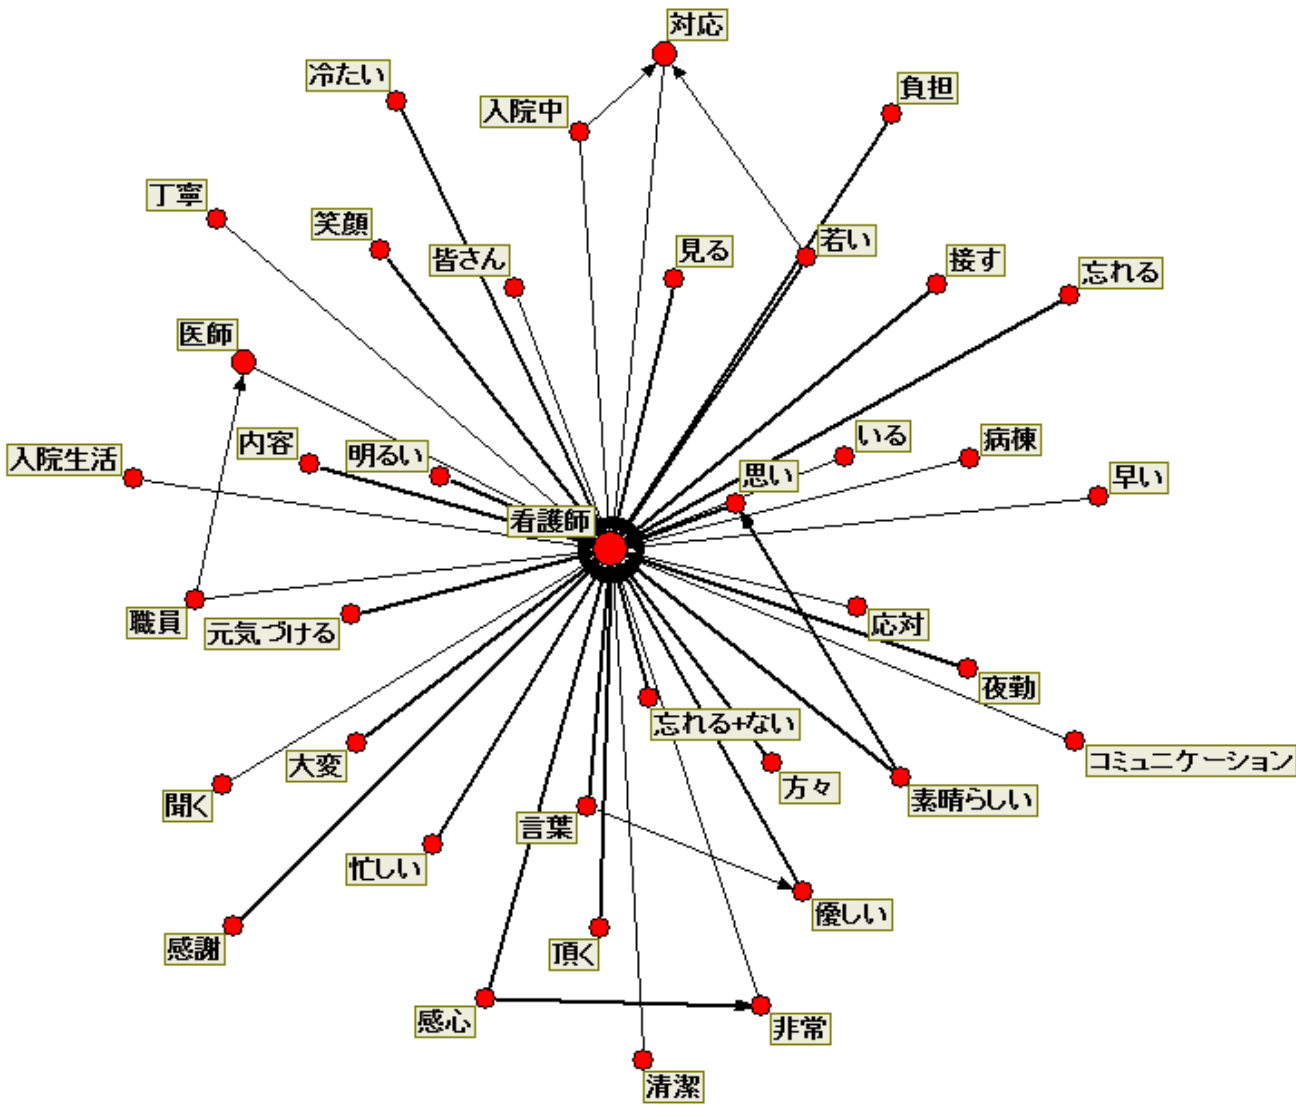 対応
冷たい
負担
入院中
丁寧
笑顔
若い
見る
皆さん
接す
忘れる
医師
いる
病棟
内容
明るい
入院生活
思い
早い
看護師
職員
元気づける
応対
夜勤
忘れる+ない
大変
コミュニケーション
方々
聞く
素晴らしい
言葉
忙しい
優しい
感謝
頂く
感心
非常
清潔